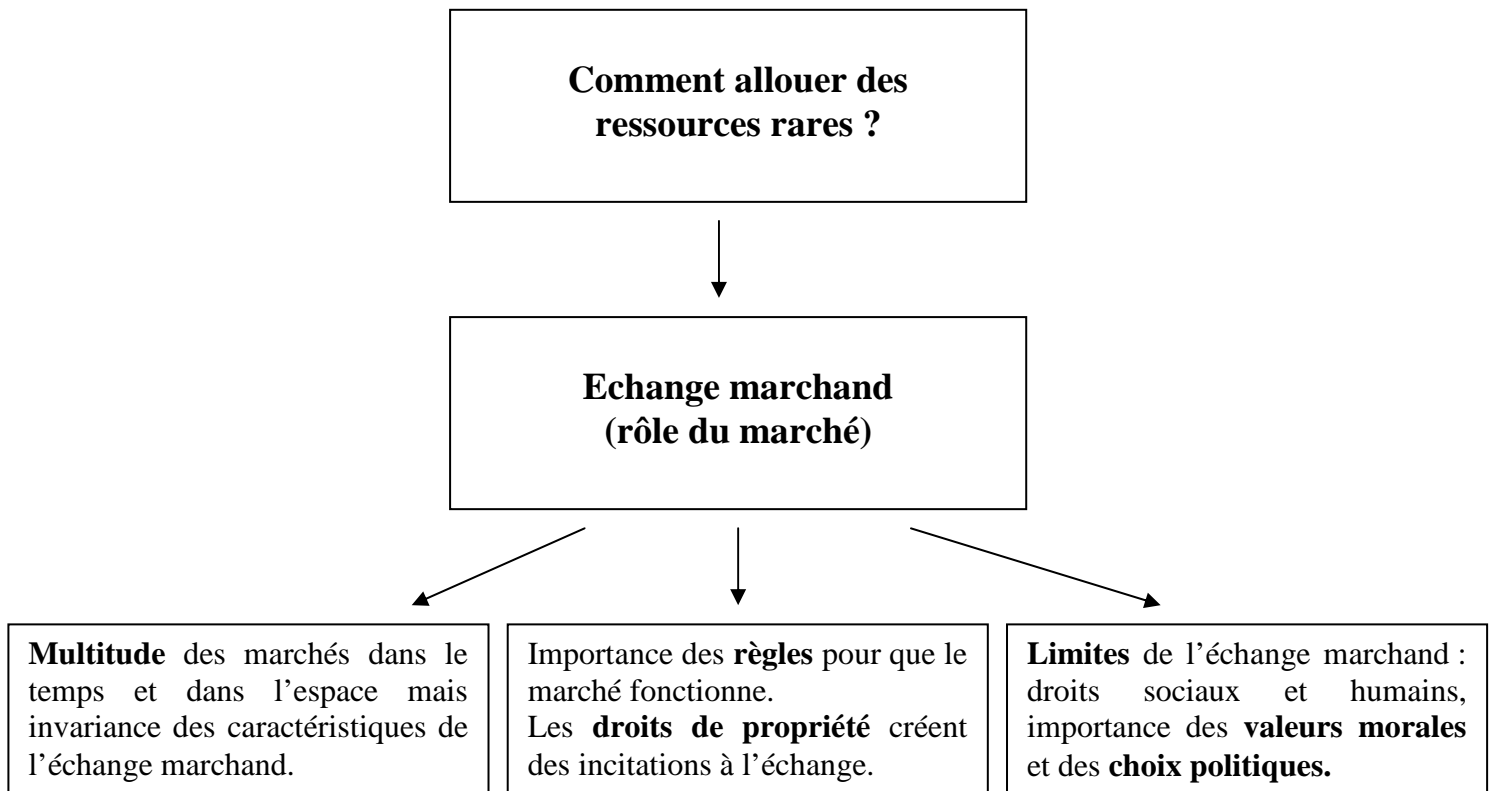 Comment allouer des
ressources rares ?
Echange marchand
(rôle du marché)
Multitude des marchés dans le
temps et dans l’espace mais
invariance des caractéristiques de
l’échange marchand.
Importance des règles pour que le
marché fonctionne.
Les droits de propriété créent
des incitations à l’échange.
Limites de l’échange marchand :
droits sociaux et humains,
importance des valeurs morales
et des choix politiques.